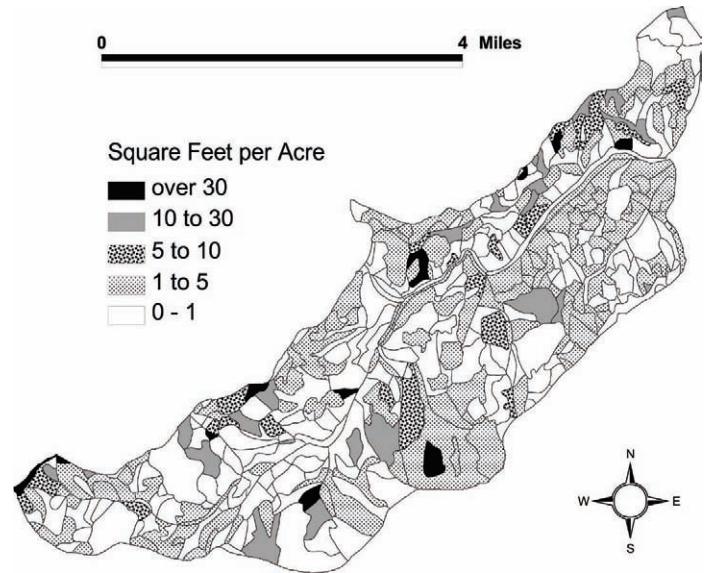 0 4 Miles
Square Feet per Acre
over 30
10 to 30
5 to 10
1 to 5
0 - 1
N
W E
S